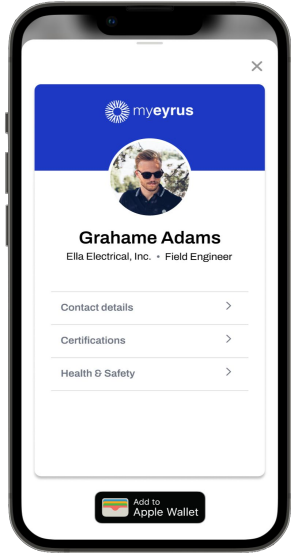 myeyrus
Grahame Adams
Ella Electrical, Inc. • Field Engineer
Contact details
Certifications
Health & Safety
Add to
Apple Wallet